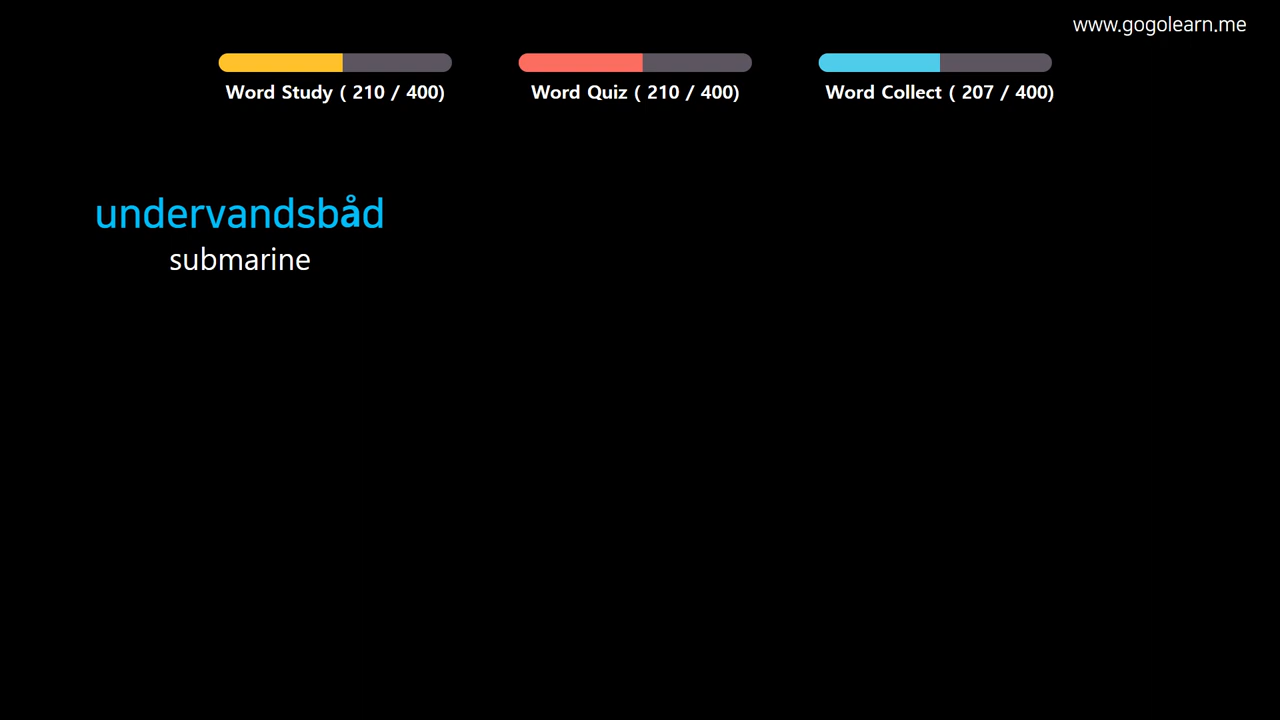 www.gogolearn.me
Word Study ( 210 / 400)
Word Quiz ( 210 / 400)
Word Collect ( 207 / 400)
undervandsbåd
submarine